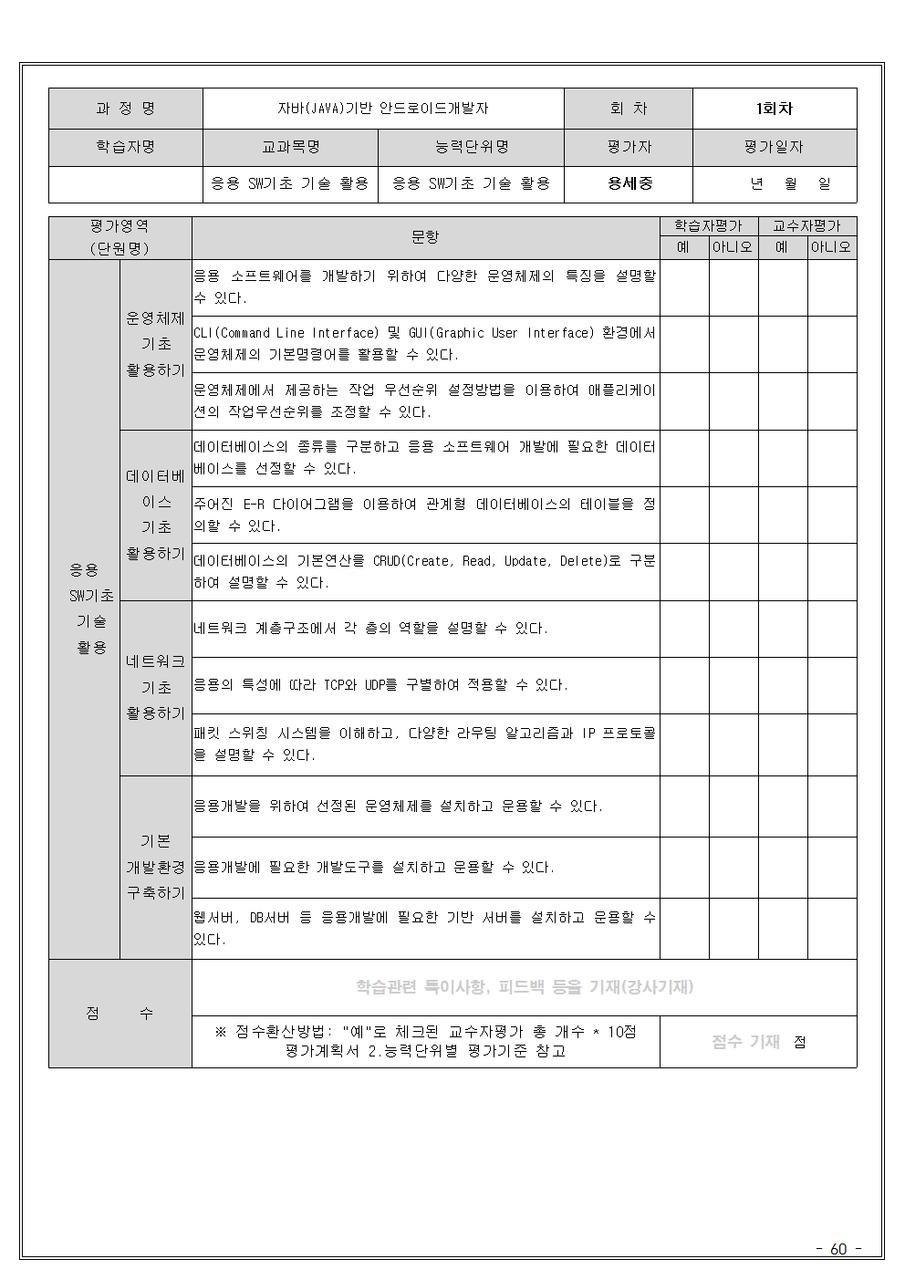 과 정 명 자바(JAVA)기반 안드로이드개발자 회 차 1회차
학습자명 교과목명 능력단위명 평가자 평가일자
응용 SW기초 기술 활용 응용 SW기초 기술 활용 용세중 년 월 일
평가영역
(단원명)
문항
학습자평가 교수자평가
예 아니오 예 아니오
응용
SW기초
기술
활용
운영체제
기초
활용하기
응용 소프트웨어를 개발하기 위하여 다양한 운영체제의 특징을 설명할
수 있다.
CLI(Command Line Interface) 및 GUI(Graphic User Interface) 환경에서
운영체제의 기본명령어를 활용할 수 있다.
운영체제에서 제공하는 작업 우선순위 설정방법을 이용하여 애플리케이
션의 작업우선순위를 조정할 수 있다.
데이터베
이스
기초
활용하기
데이터베이스의 종류를 구분하고 응용 소프트웨어 개발에 필요한 데이터
베이스를 선정할 수 있다.
주어진 E-R 다이어그램을 이용하여 관계형 데이터베이스의 테이블을 정
의할 수 있다.
데이터베이스의 기본연산을 CRUD(Create, Read, Update, Delete)로 구분
하여 설명할 수 있다.
네트워크
기초
활용하기
네트워크 계층구조에서 각 층의 역할을 설명할 수 있다.
응용의 특성에 따라 TCP와 UDP를 구별하여 적용할 수 있다.
패킷 스위칭 시스템을 이해하고, 다양한 라우팅 알고리즘과 IP 프로토콜
을 설명할 수 있다.
기본
개발환경
구축하기
응용개발을 위하여 선정된 운영체제를 설치하고 운용할 수 있다.
응용개발에 필요한 개발도구를 설치하고 운용할 수 있다.
웹서버, DB서버 등 응용개발에 필요한 기반 서버를 설치하고 운용할 수
있다.
점 수
학습관련 특이사항, 피드백 등을 기재(강사기재)
※ 점수환산방법: "예"로 체크된 교수자평가 총 개수 * 10점
평가계획서 2.능력단위별 평가기준 참고
점수 기재 점
- 60 -